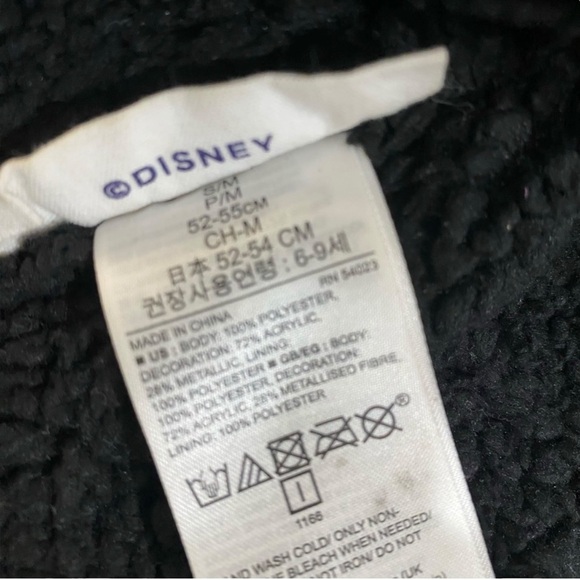 ©DISNEY
S/M
P/M
52-55CM
CH-M
日本 52-54 CM
권장사용연령 : 6-9세
RN 54023
MADE IN CHINA
■ US : BODY: 100% POLYESTER,
DECORATION: 72% ACRYLIC,
28% METALLIC, LINING:
100% POLYESTER ■ GB/EG : BODY:
100% POLYESTER, DECORATION:
72% ACRYLIC, 28% METALLISED FIBRE,
LINING: 100% POLYESTER
I
1166
WASH COLD/ ONLY NON-
BLEACH WHEN NEEDED/
NOT IRON/ DO NOT